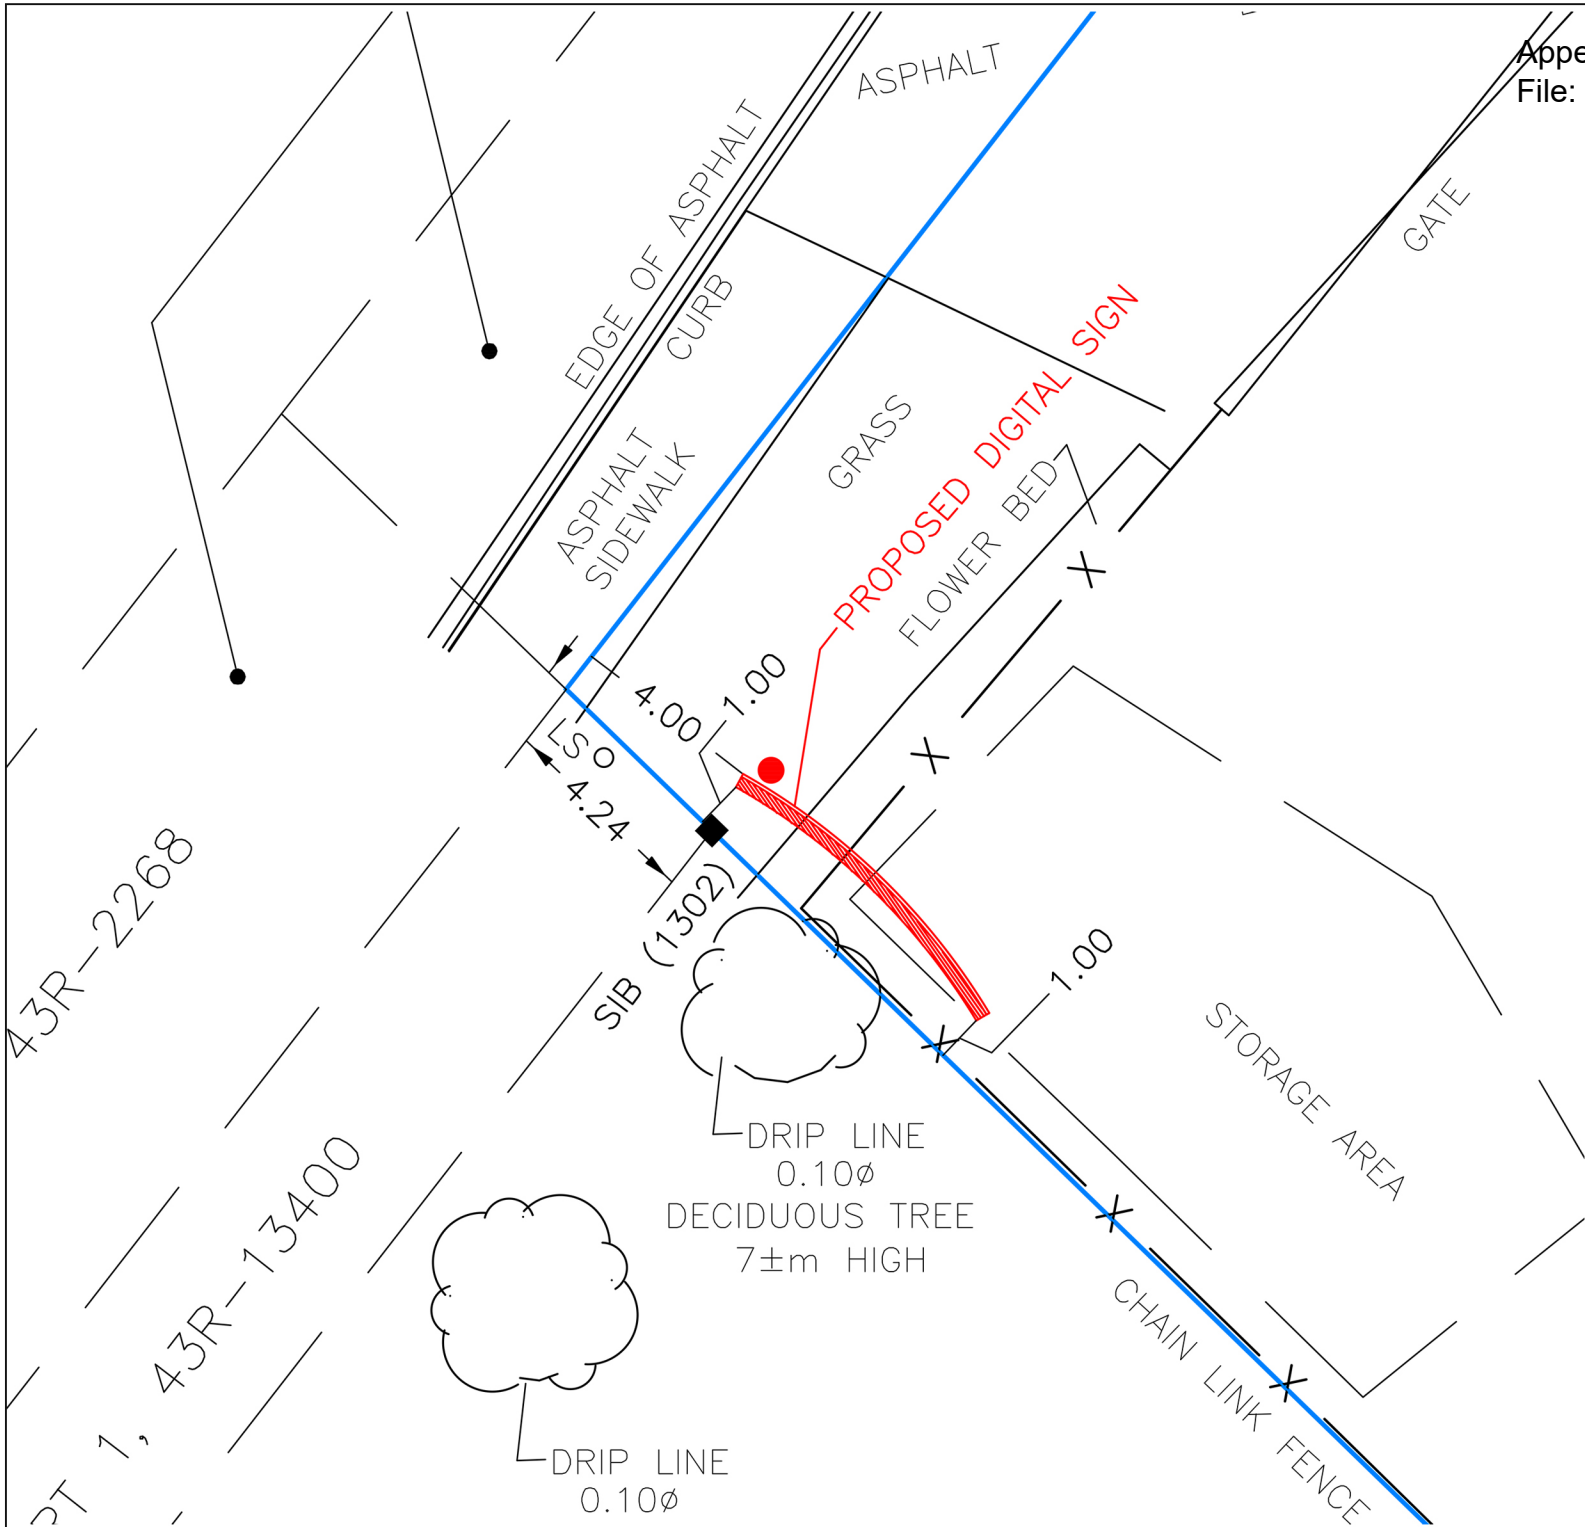 Appe
File:
ASPHALT
EDGE OF ASPHALT
CURB
GATE
PROPOSED DIGITAL SIGN
GRASS
ASPHALT
SIDEWALK
FLOWER BED
4.00
1.00
4.24
SIB (1302)
43R-2268
1.00
STORAGE AREA
DRIP LINE
0.10ø
DECIDUOUS TREE
7±m HIGH
43R-13400
1,
CHAIN LINK FENCE
DRIP LINE
0.10ø